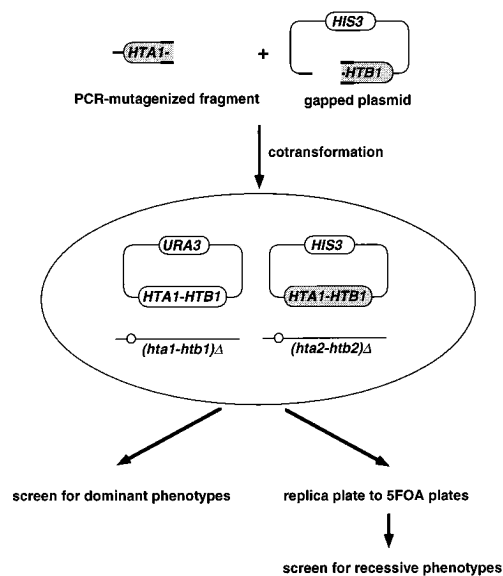 HIS3
HTA1-
+
-HTB1
PCR-mutagenized fragment
gapped plasmid
cotransformation
URA3
HIS3
HTA1-HTB1
HTA1-HTB1
(hta1-htb1)Δ
(hta2-htb2)Δ
screen for dominant phenotypes
replica plate to 5FOA plates
screen for recessive phenotypes